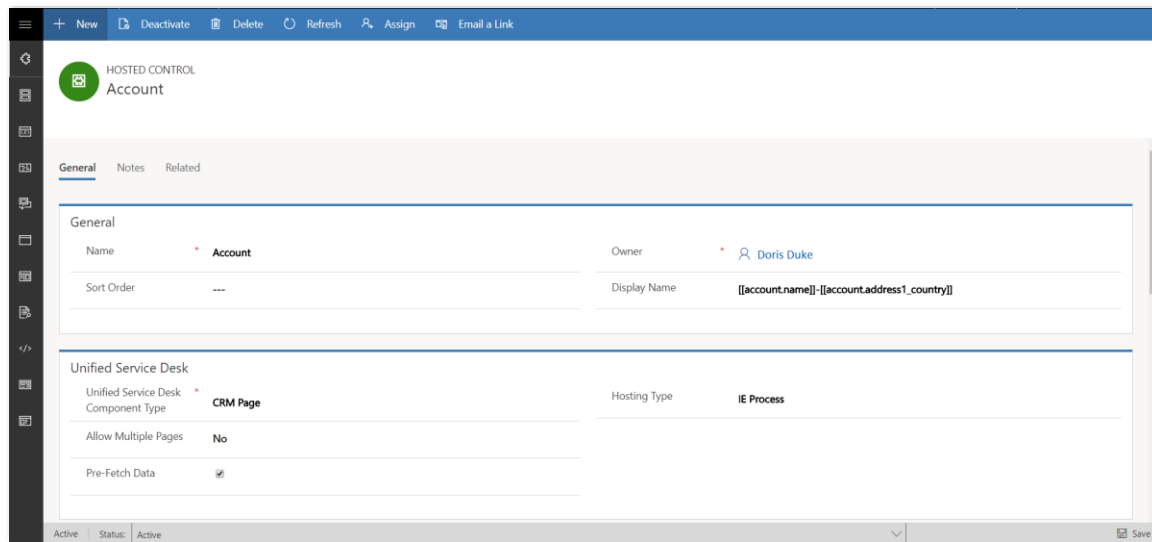 New Deactivate Delete Refresh Assign Email a Link
HOSTED CONTROL
Account
General Notes Related
General
Name * Account
Owner * Doris Duke
Sort Order ---
Display Name [[account.name]]-[[account.address1_country]]
Unified Service Desk
Unified Service Desk *
Component Type
CRM Page
Hosting Type IE Process
Allow Multiple Pages No
Pre-Fetch Data
Active Status: Active Save